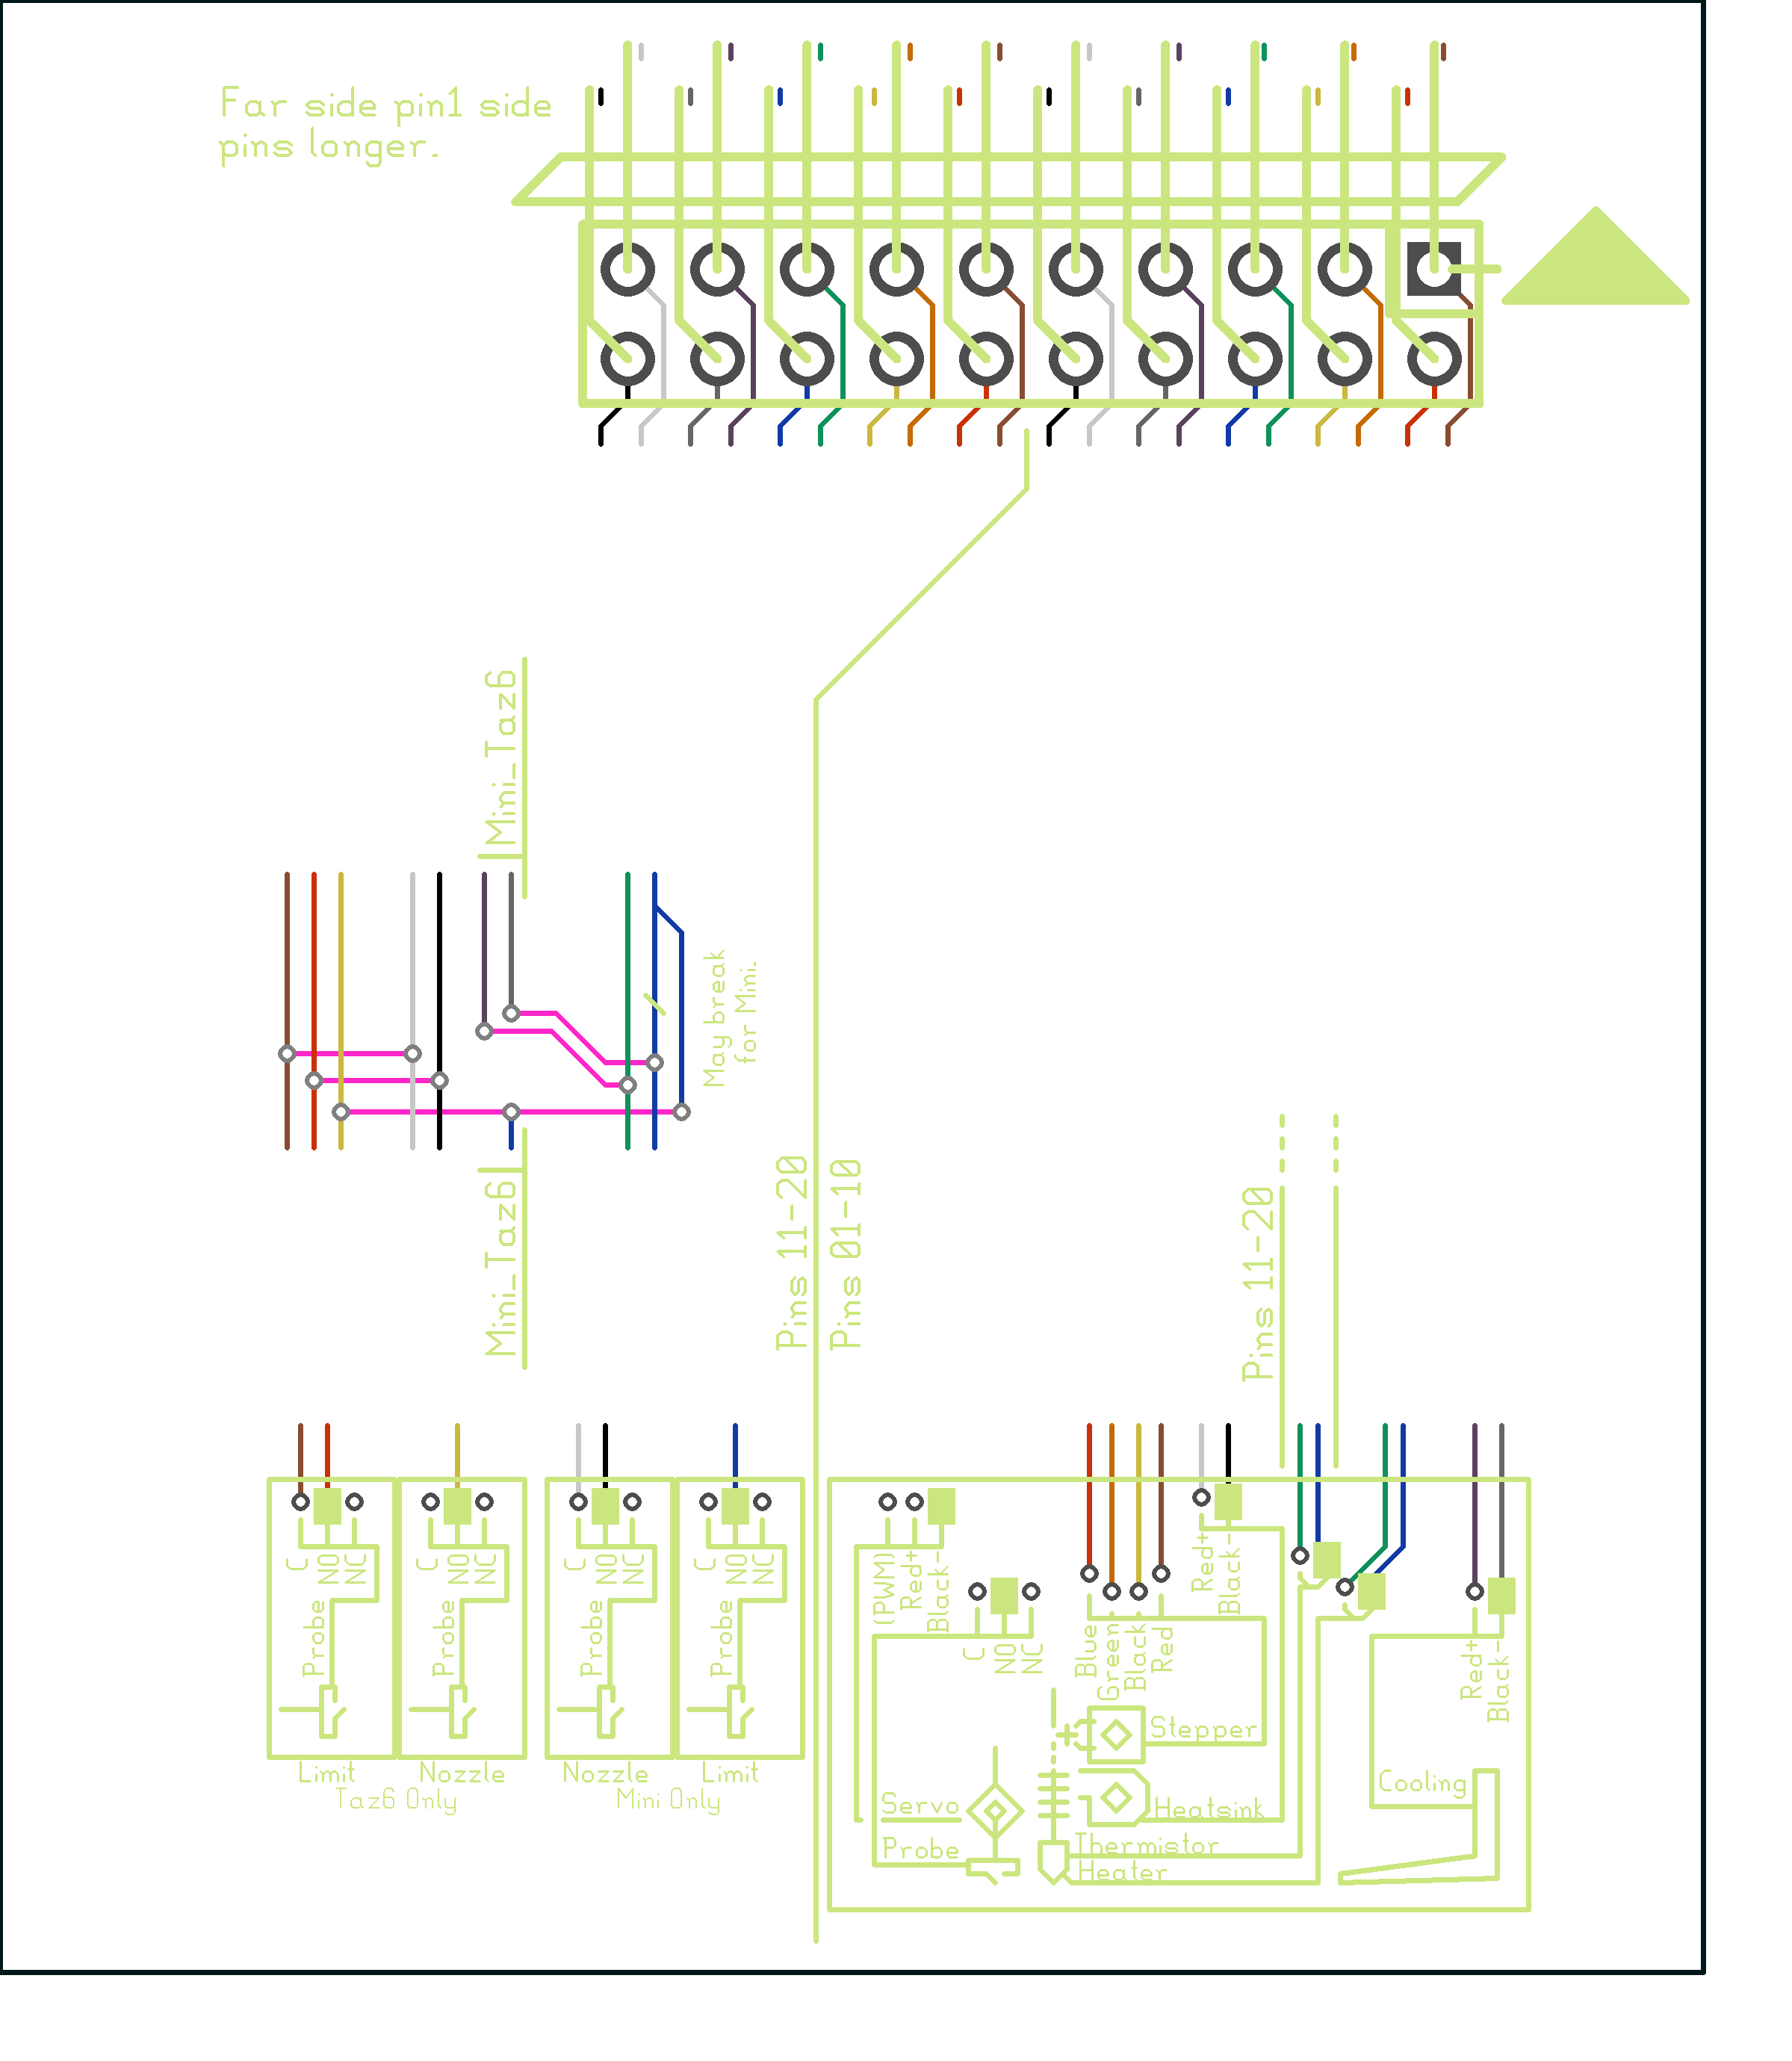 Far side pin1 side
pins longer.
Mini_Taz6
May break
for Mini.
Mini_Taz6
Pins 11-20
Pins 01-10
Pins 11-20
C
NO
NC
Probe
Limit
C
NO
NC
Probe
Nozzle
Taz6 Only
C
NO
NC
Probe
Nozzle
C
NO
NC
Probe
Limit
Mini Only
(PWM)
Red+
Black-
C
NO
NC
Blue
Green
Black
Red
Red+
Black-
Red+
Black-
Stepper
Servo
Heatsink
Cooling
Probe
Thermistor
Heater